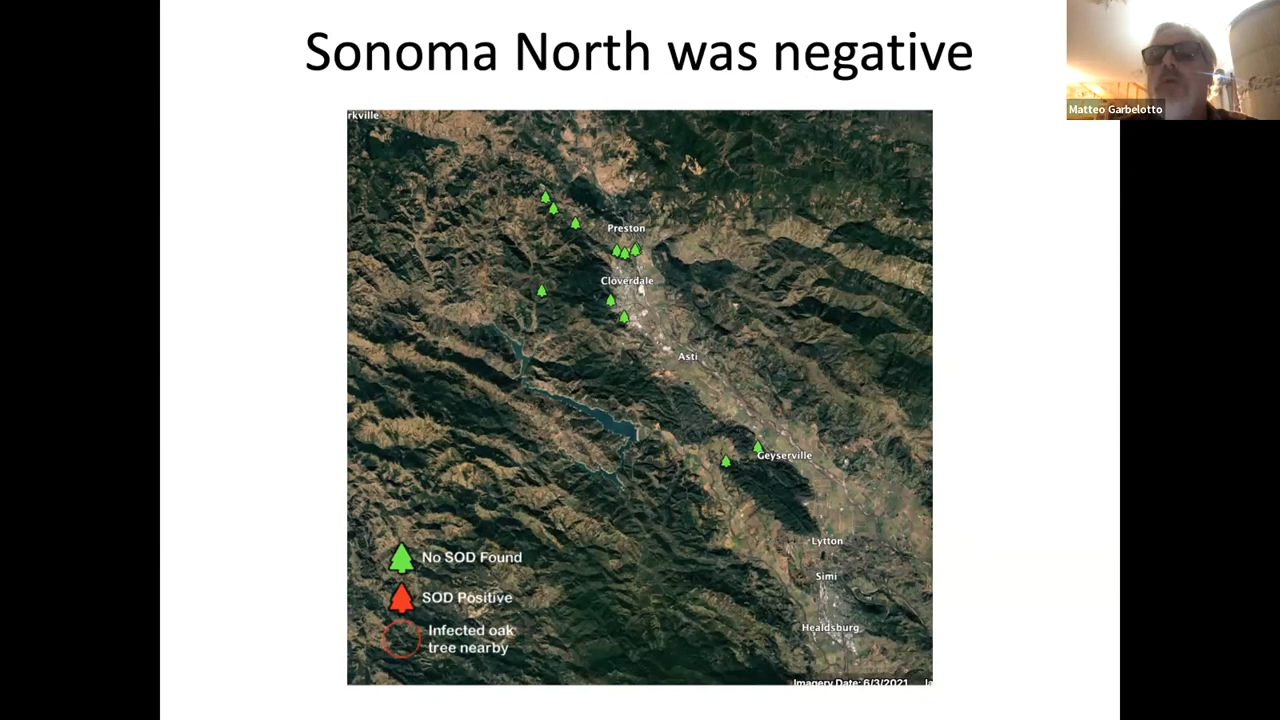 Sonoma North was negative
Matteo Garbelotto
rkville
Preston
Cloverdale
Asti
Geyserville
Lytton
Simi
Healdsburg
No SOD Found
SOD Positive
Infected oak
tree nearby
Imagery Date: 6/3/2021